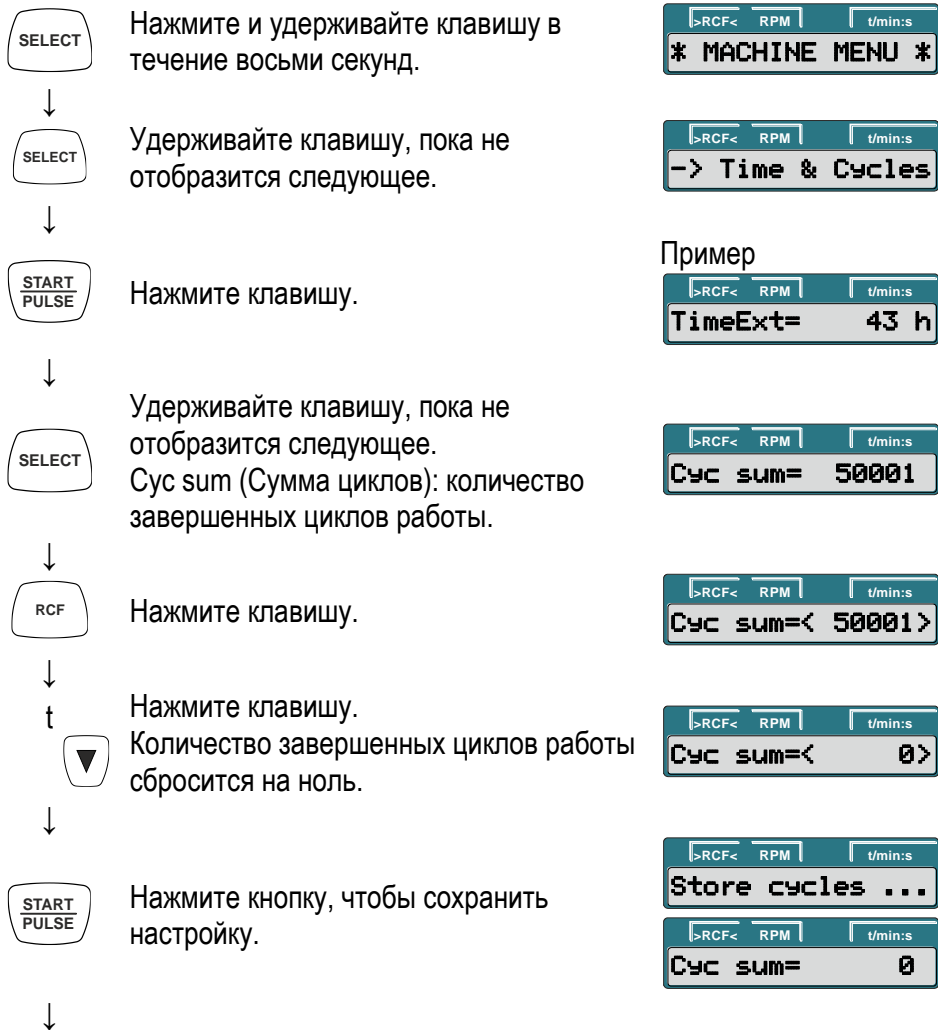 SELECT
Нажмите и удерживайте клавишу в
течение восьми секунд.
>RCF< RPM t/min:s
* MACHINE MENU *
↓
SELECT
Удерживайте клавишу, пока не
отобразится следующее.
>RCF< RPM t/min:s
-> Time & Cycles
↓
START
PULSE
Нажмите клавишу.
Пример
>RCF< RPM t/min:s
TimeExt= 43 h
↓
SELECT
Удерживайте клавишу, пока не
отобразится следующее.
Cyc sum (Сумма циклов): количество
завершенных циклов работы.
>RCF< RPM t/min:s
Cyc sum= 50001
↓
RCF
Нажмите клавишу.
>RCF< RPM t/min:s
Cyc sum=< 50001>
↓
t
▼
Нажмите клавишу.
Количество завершенных циклов работы
сбросится на ноль.
>RCF< RPM t/min:s
Cyc sum=< 0>
↓
START
PULSE
Нажмите кнопку, чтобы сохранить
настройку.
>RCF< RPM t/min:s
Store cycles ...
>RCF< RPM t/min:s
Cyc sum= 0
↓